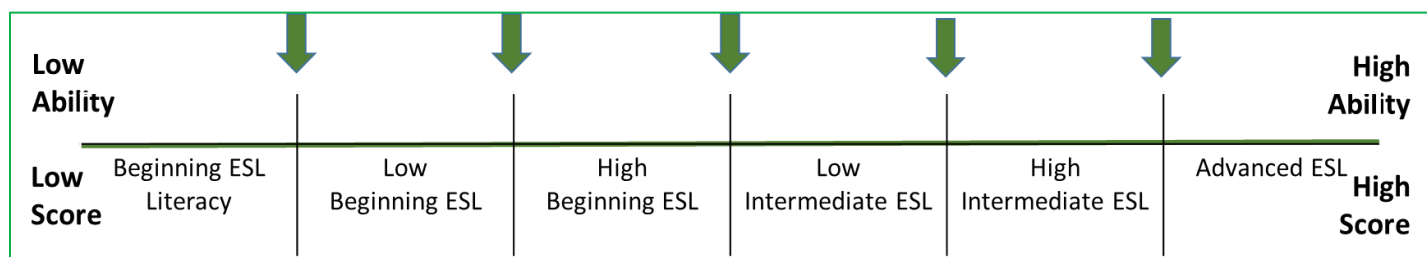 Low
Ability
High
Ability
Low
Score
Beginning ESL
Literacy
Low
Beginning ESL
High
Beginning ESL
Low
Intermediate ESL
High
Intermediate ESL
Advanced ESL
High
Score